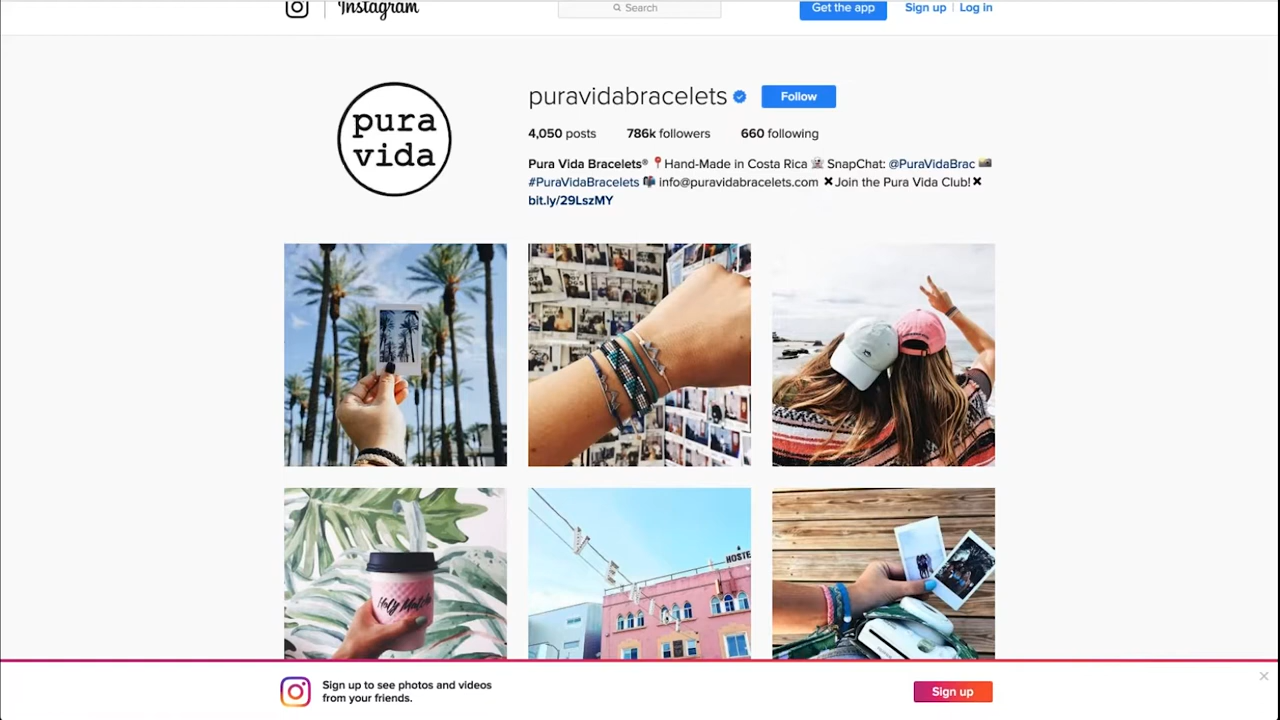 Instagram
Search
Get the app
Sign up | Log in
pura
vida
puravidabracelets
Follow
4,050 posts 786k followers 660 following
Pura Vida Bracelets® 📍Hand-Made in Costa Rica 👻 SnapChat: @PuraVidaBrac 📸
#PuraVidaBracelets 📬 info@puravidabracelets.com ✖Join the Pura Vida Club!✖
bit.ly/29LszMY
Holy Matcha
HOSTE
Sign up to see photos and videos
from your friends.
Sign up